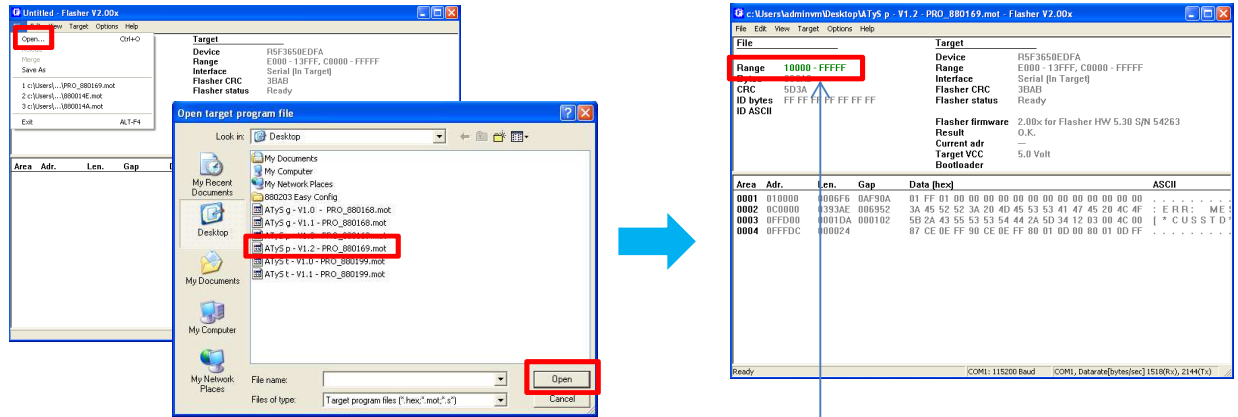 Untitled - Flasher V2.00x
View Target Options Help
Open... Ctrl+O
Merge
Save As
1 c:\Users\...\PRO_880169.mot
2 c:\Users\...\880014E.mot
3 c:\Users\...\880014A.mot
Exit ALT-F4
Target
Device R5F3650EDFA
Range E000 - 13FFF, C0000 - FFFFF
Interface Serial (In Target)
Flasher CRC 3BAB
Flasher status Ready
Area Adr. Len. Gap
Open target program file
Look in: Desktop
My Recent Documents
Desktop
My Documents
My Computer
My Network Places
My Documents
My Computer
My Network Places
880203 Easy Config
ATyS g - V1.0 - PRO_880168.mot
ATyS g - V1.1 - PRO_880168.mot
ATyS p - V1.2 - PRO_880169.mot
ATyS t - V1.0 - PRO_880199.mot
ATyS t - V1.1 - PRO_880199.mot
File name: Open
Files of type: Target program files (*.hex;*.mot;*.s*) Cancel
c:\Users\adminvm\Desktop\ATyS p - V1.2 - PRO_880169.mot - Flasher V2.00x
File Edit View Target Options Help
File
Range 10000 - FFFFF
CRC 5D3A
ID bytes FF FF FF FF FF FF FF
ID ASCII
Target
Device R5F3650EDFA
Range E000 - 13FFF, C0000 - FFFFF
Interface Serial (In Target)
Flasher CRC 3BAB
Flasher status Ready
Flasher firmware 2.00x for Flasher HW 5.30 S/N 54263
Result O.K.
Current adr —
Target VCC 5.0 Volt
Bootloader
Area Adr. Len. Gap Data [hex] ASCII
0001 010000 0006F6 0AF90A 01 FF 01 00 00 00 00 00 00 00 00 00 00 00 00 00 . . . . . . . . .
0002 0C0000 0393AE 006952 3A 45 52 52 3A 20 4D 45 53 53 41 47 45 20 4C 4F : ERR: MES
0003 0FFD00 0001DA 000102 5B 2A 43 55 53 53 54 44 2A 5D 34 12 03 00 4C 00 [ * C U S S T D *
0004 0FFFDC 000024 87 CE 0E FF 90 CE 0E FF 80 01 0D 00 80 01 0D FF . . . . . . . . .
Ready COM1: 115200 Baud COM1, Datarate[bytes/sec] 1518(Rx), 2144(Tx)